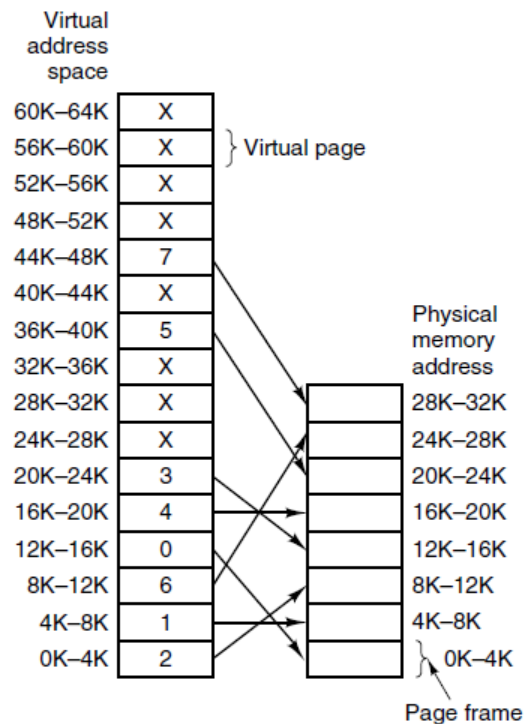 Virtual
address
space
60K–64K X
56K–60K X } Virtual page
52K–56K X
48K–52K X
44K–48K 7
40K–44K X
36K–40K 5
Physical
memory
address
32K–36K X
28K–32K X 28K–32K
24K–28K X 24K–28K
20K–24K 3 20K–24K
16K–20K 4 16K–20K
12K–16K 0 12K–16K
8K–12K 6 8K–12K
4K–8K 1 4K–8K
0K–4K 2 } 0K–4K
Page frame